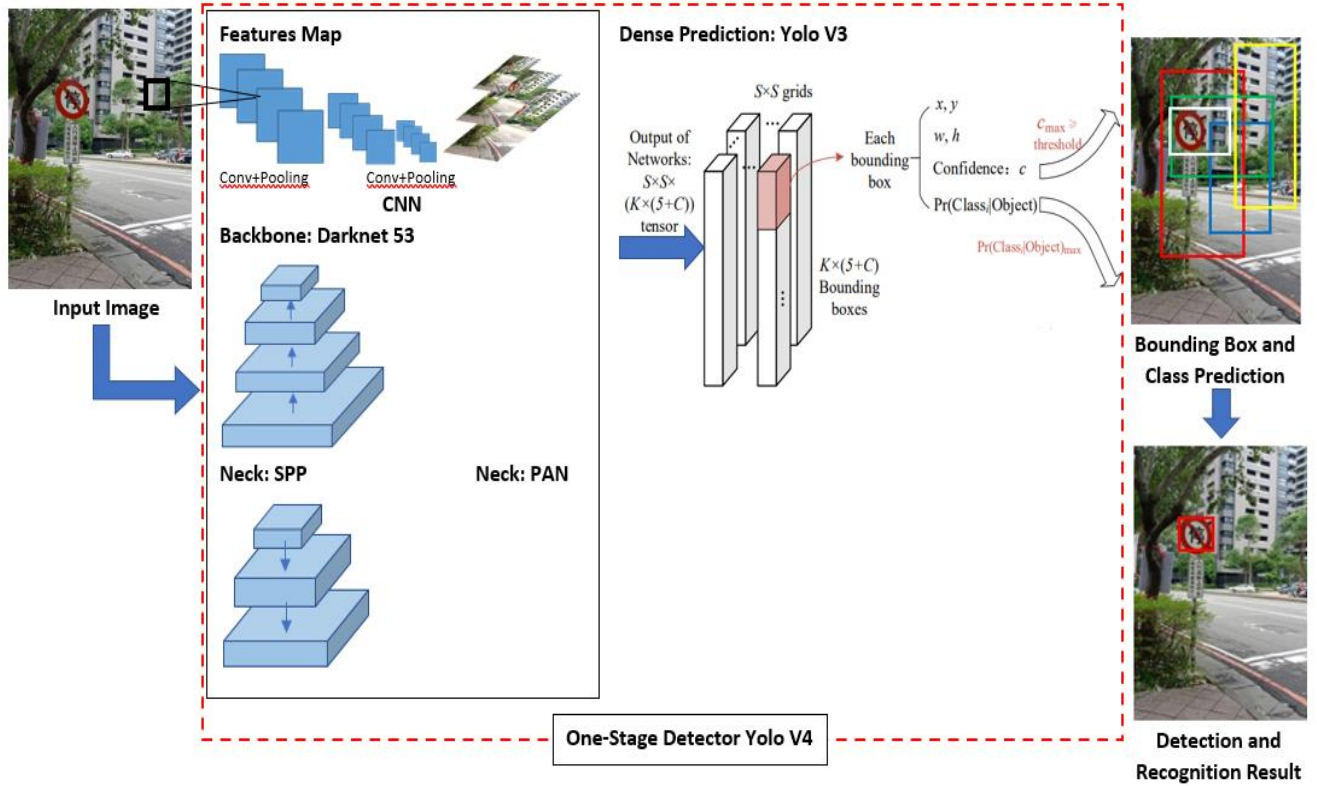 Features Map
Conv+Pooling
Conv+Pooling
CNN
Backbone: Darknet 53
Neck: SPP
Neck: PAN
Input Image
Dense Prediction: Yolo V3
S×S grids
Output of
Networks:
S×S×
(K×(5+C))
tensor
Each
bounding
box
x, y
w, h
Confidence: c
Pr(Classᵢ|Object)
c_max ≥
threshold
Pr(Classᵢ|Object)max
K×(5+C)
Bounding
boxes
One-Stage Detector Yolo V4
Bounding Box and
Class Prediction
Detection and
Recognition Result